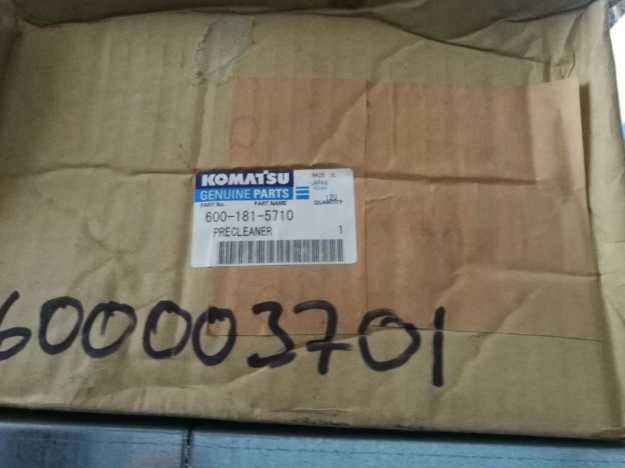 KOMATSU
GENUINE PARTS
MADE IN
JAPAN
PART No. PART NAME QUANTITY
600-181-5710
PRECLEANER 1
600003701